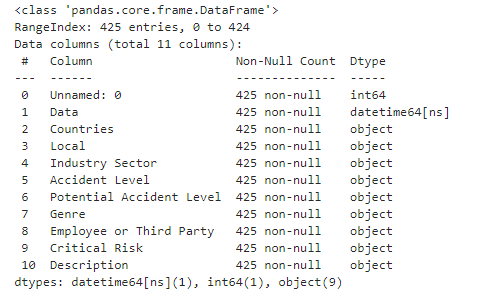 <class 'pandas.core.frame.DataFrame'>
RangeIndex: 425 entries, 0 to 424
Data columns (total 11 columns):
 #   Column                    Non-Null Count  Dtype
---  ------                    --------------  -----
 0   Unnamed: 0                425 non-null    int64
 1   Data                      425 non-null    datetime64[ns]
 2   Countries                 425 non-null    object
 3   Local                     425 non-null    object
 4   Industry Sector           425 non-null    object
 5   Accident Level            425 non-null    object
 6   Potential Accident Level  425 non-null    object
 7   Genre                     425 non-null    object
 8   Employee or Third Party   425 non-null    object
 9   Critical Risk             425 non-null    object
 10  Description               425 non-null    object
dtypes: datetime64[ns](1), int64(1), object(9)